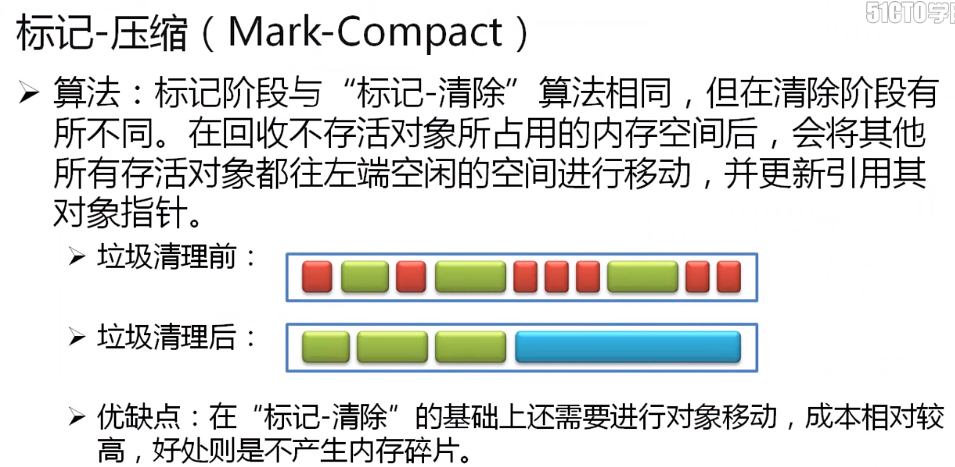 51CTO学
标记-压缩（Mark-Compact）
➢ 算法：标记阶段与“标记-清除”算法相同，但在清除阶段有
所不同。在回收不存活对象所占用的内存空间后，会将其他
所有存活对象都往左端空闲的空间进行移动，并更新引用其
对象指针。
➢ 垃圾清理前：
➢ 垃圾清理后：
➢ 优缺点：在“标记-清除”的基础上还需要进行对象移动，成本相对较
高，好处则是不产生内存碎片。